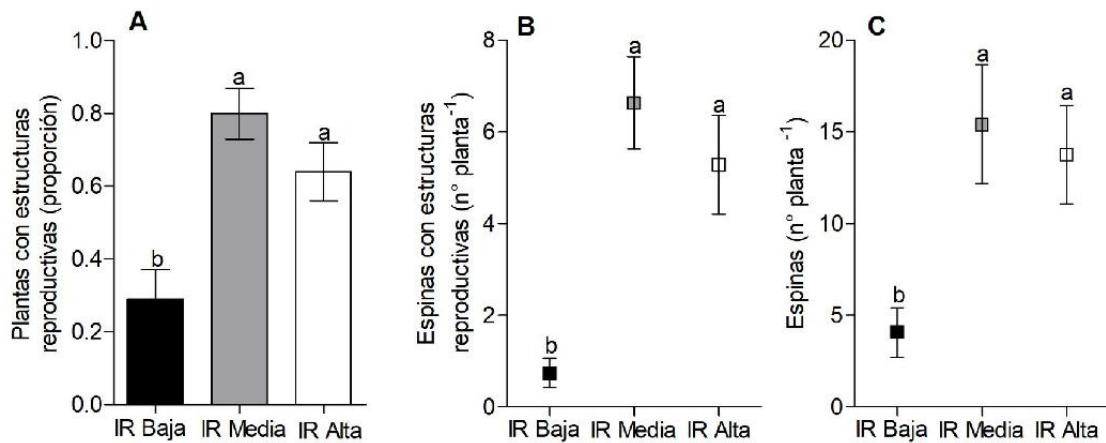 A
Plantas con estructuras
reproductivas (proporción)
1.0
0.8
0.6
0.4
0.2
0.0
b
a
a
IR Baja IR Media IR Alta
B
Espinas con estructuras
reproductivas (n° planta -1)
8
6
4
2
0
b
a
a
IR Baja IR Media IR Alta
C
Espinas (n° planta -1)
20
15
10
5
0
b
a
a
IR Baja IR Media IR Alta